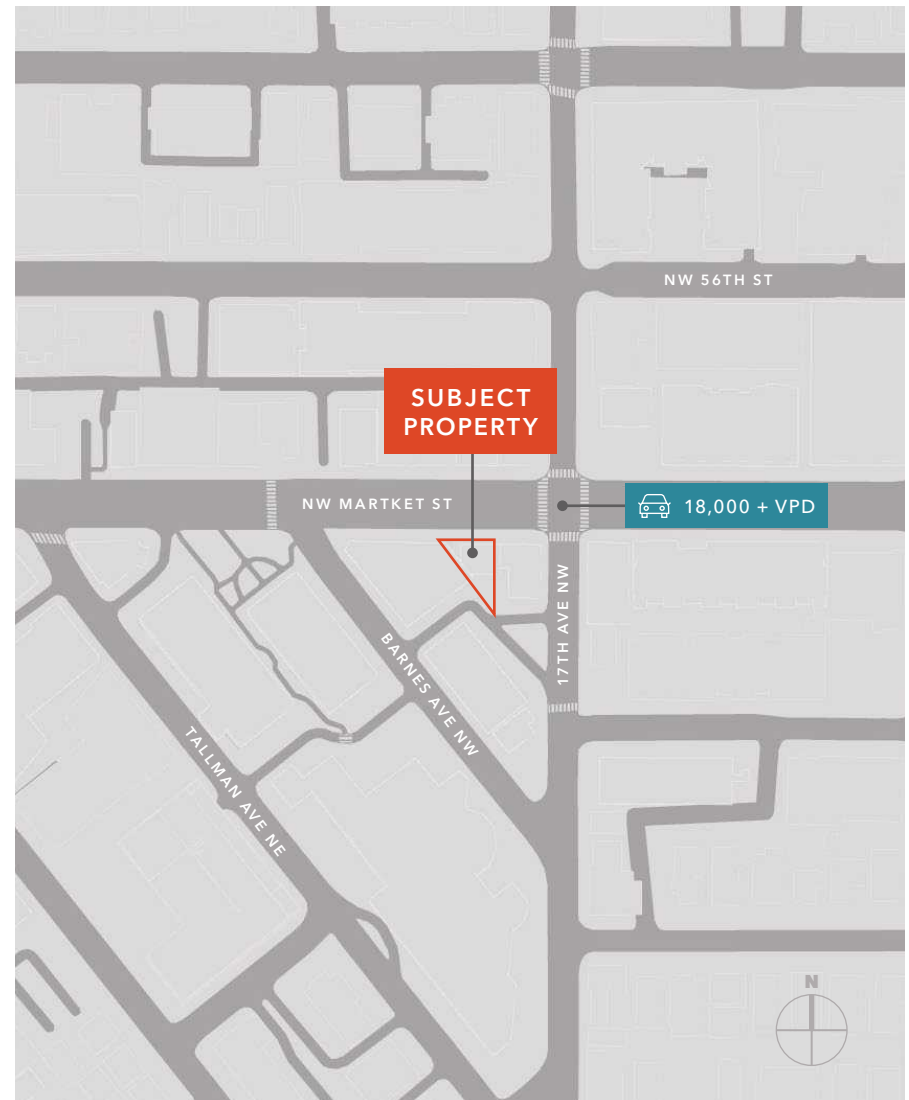 NW 56TH ST
SUBJECT
PROPERTY
NW MARTKET ST
18,000 + VPD
17TH AVE NW
BARNES AVE NW
TALLMAN AVE NE
N